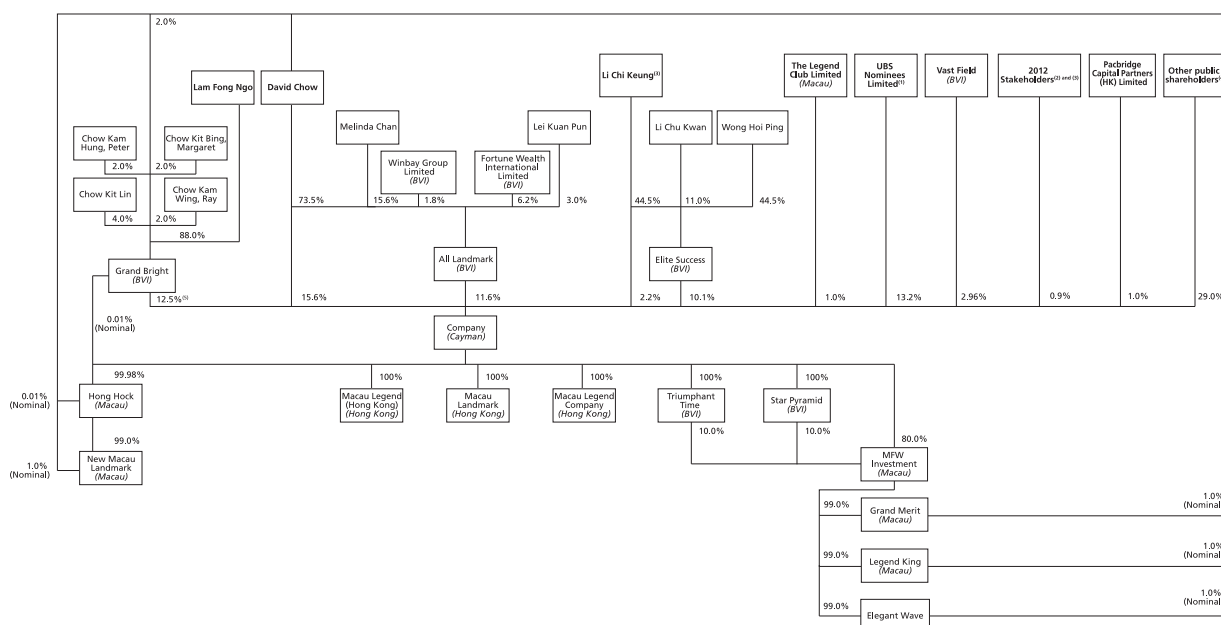 2.0%
Lam Fong Ngo
David Chow
Li Chi Keung(3)
The Legend
Club Limited
(Macau)
UBS
Nominees
Limited(1)
Vast Field
(BVI)
2012
Stakeholders(2) and (3)
Pacbridge
Capital Partners
(HK) Limited
Other public
shareholders
Melinda Chan
Lei Kuan Pun
Li Chu Kwan
Wong Hoi Ping
Chow Kam
Hung, Peter
Chow Kit Bing,
Margaret
Winbay Group
Limited
(BVI)
Fortune Wealth
International
Limited
(BVI)
2.0%
2.0%
Chow Kit Lin
Chow Kam
Wing, Ray
73.5%
15.6%
1.8%
6.2%
3.0%
44.5%
11.0%
44.5%
4.0%
2.0%
88.0%
Grand Bright
(BVI)
All Landmark
(BVI)
Elite Success
(BVI)
12.5%(5)
15.6%
11.6%
2.2%
10.1%
1.0%
13.2%
2.96%
0.9%
1.0%
29.0%
0.01%
(Nominal)
Company
(Cayman)
99.98%
100%
100%
100%
100%
100%
0.01%
(Nominal)
Hong Hock
(Macau)
Macau Legend
(Hong Kong)
(Hong Kong)
Macau
Landmark
(Hong Kong)
Macau Legend
Company
(Hong Kong)
Triumphant
Time
(BVI)
Star Pyramid
(BVI)
99.0%
10.0%
10.0%
80.0%
1.0%
(Nominal)
New Macau
Landmark
(Macau)
MFW
Investment
(Macau)
99.0%
Grand Merit
(Macau)
1.0%
(Nominal
99.0%
Legend King
(Macau)
1.0%
(Nominal
99.0%
Elegant Wave
1.0%
(Nominal